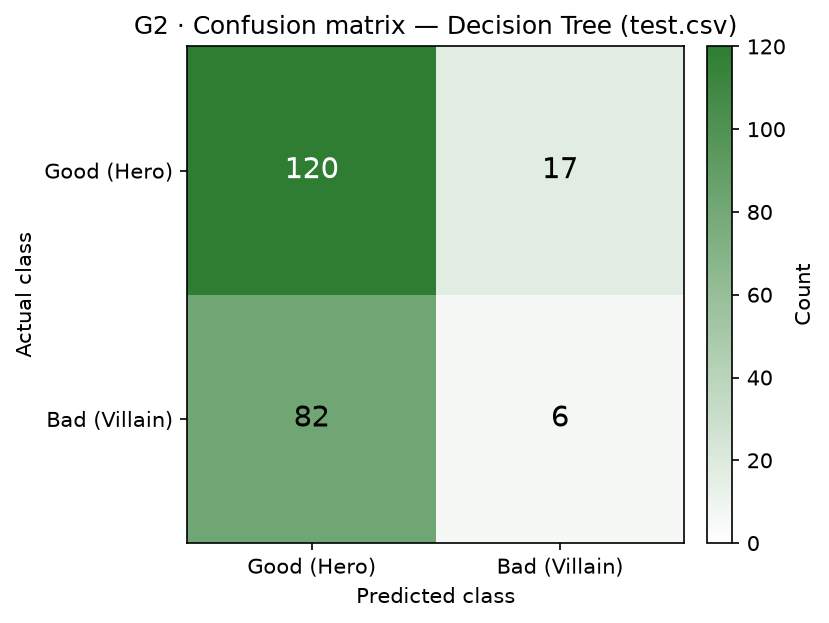 G2 · Confusion matrix — Decision Tree (test.csv)
Actual class
Good (Hero)
120
17
Bad (Villain)
82
6
Good (Hero)
Bad (Villain)
Predicted class
120
100
80
60
40
20
0
Count